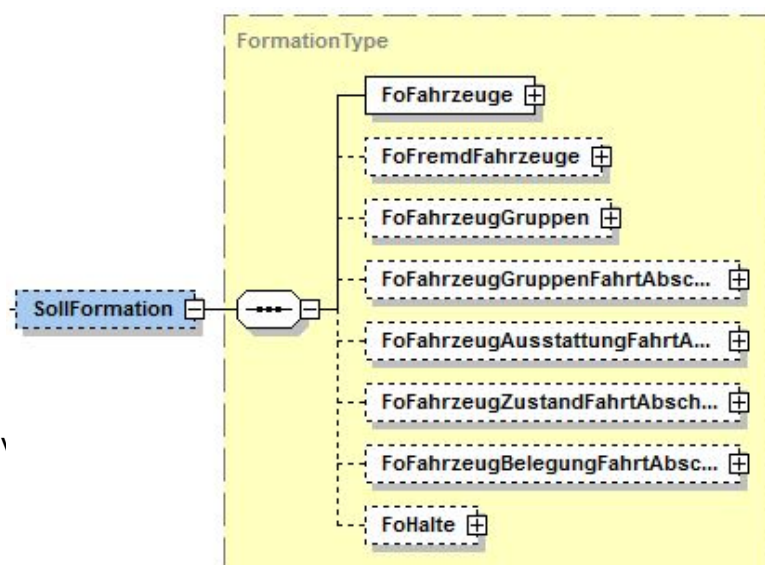 FormationType
FoFahrzeuge
FoFremdFahrzeuge
FoFahrzeugGruppen
FoFahrzeugGruppenFahrtAbsc...
SollFormation
FoFahrzeugAusstattungFahrtA...
FoFahrzeugZustandFahrtAbsch...
FoFahrzeugBelegungFahrtAbsc...
FoHalte